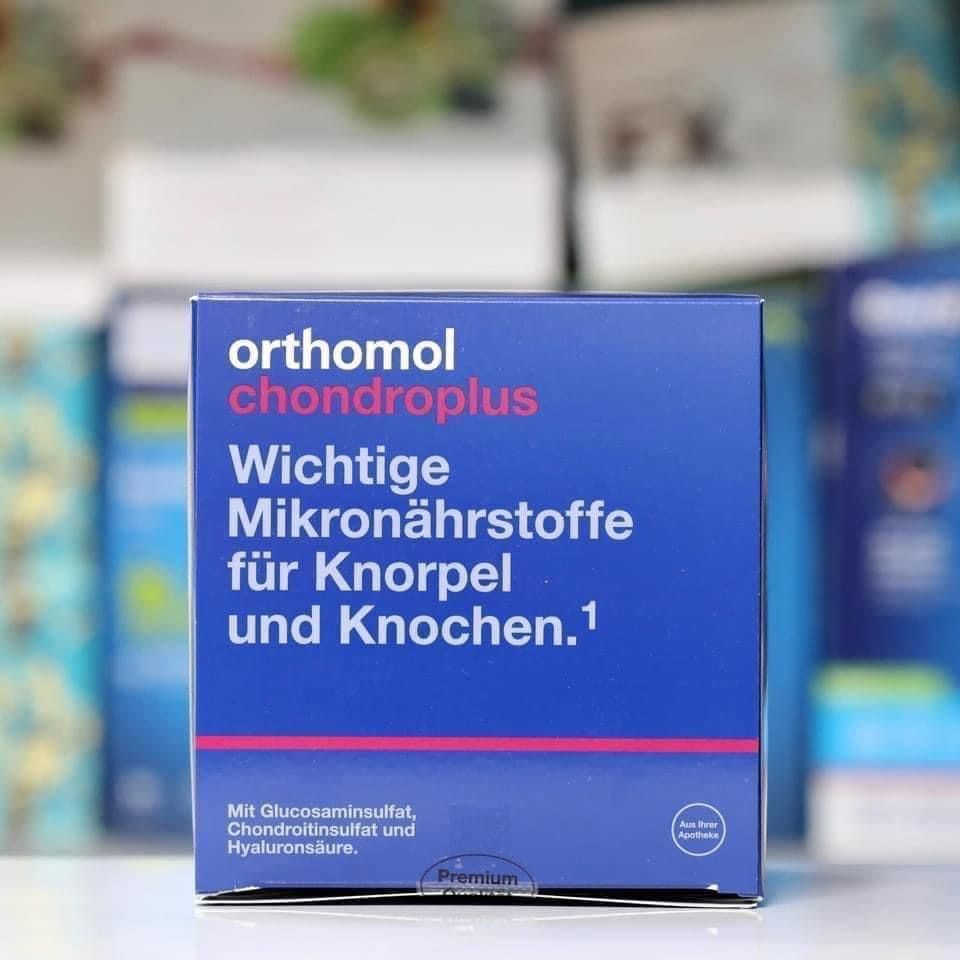 orthomol
chondroplus
Wichtige
Mikronährstoffe
für Knorpel
und Knochen.¹
Mit Glucosaminsulfat,
Chondroitinsulfat und
Hyaluronsäure.
Aus Ihrer
Apotheke
Premium